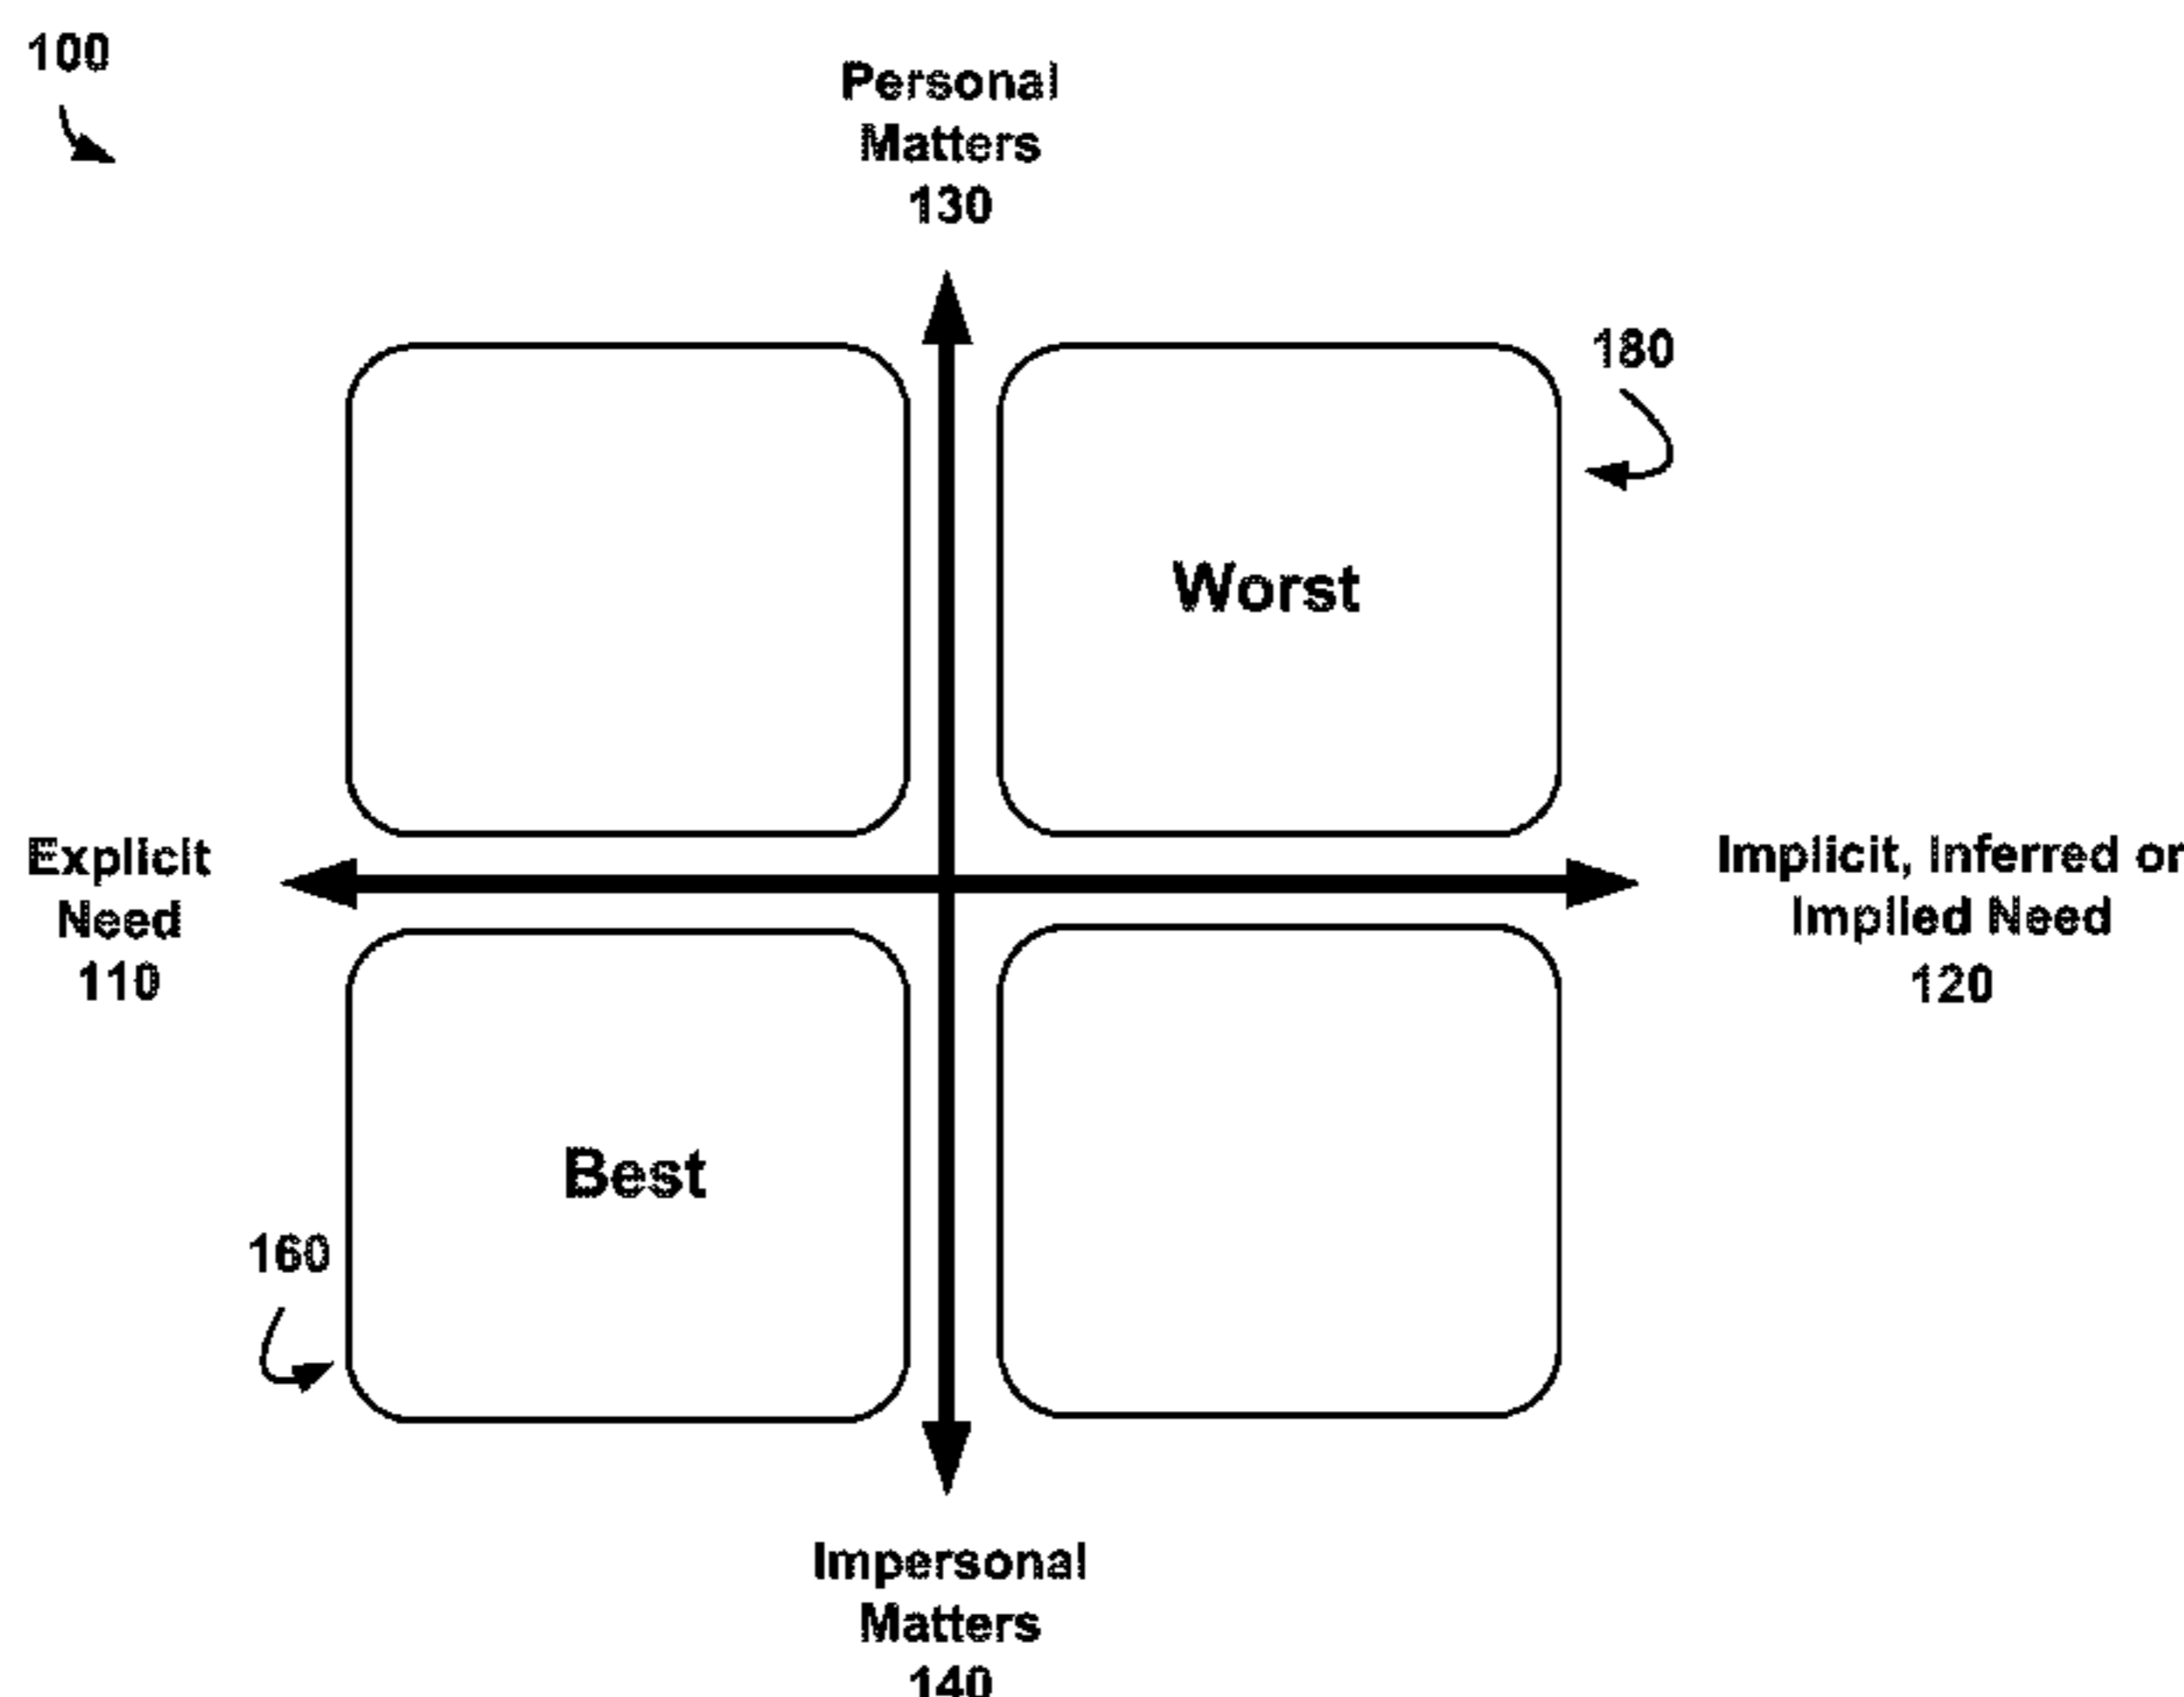 100
Personal
Matters
130
180
Worst
Explicit
Need
110
Implicit, Inferred or
Implied Need
120
Best
160
Impersonal
Matters
140